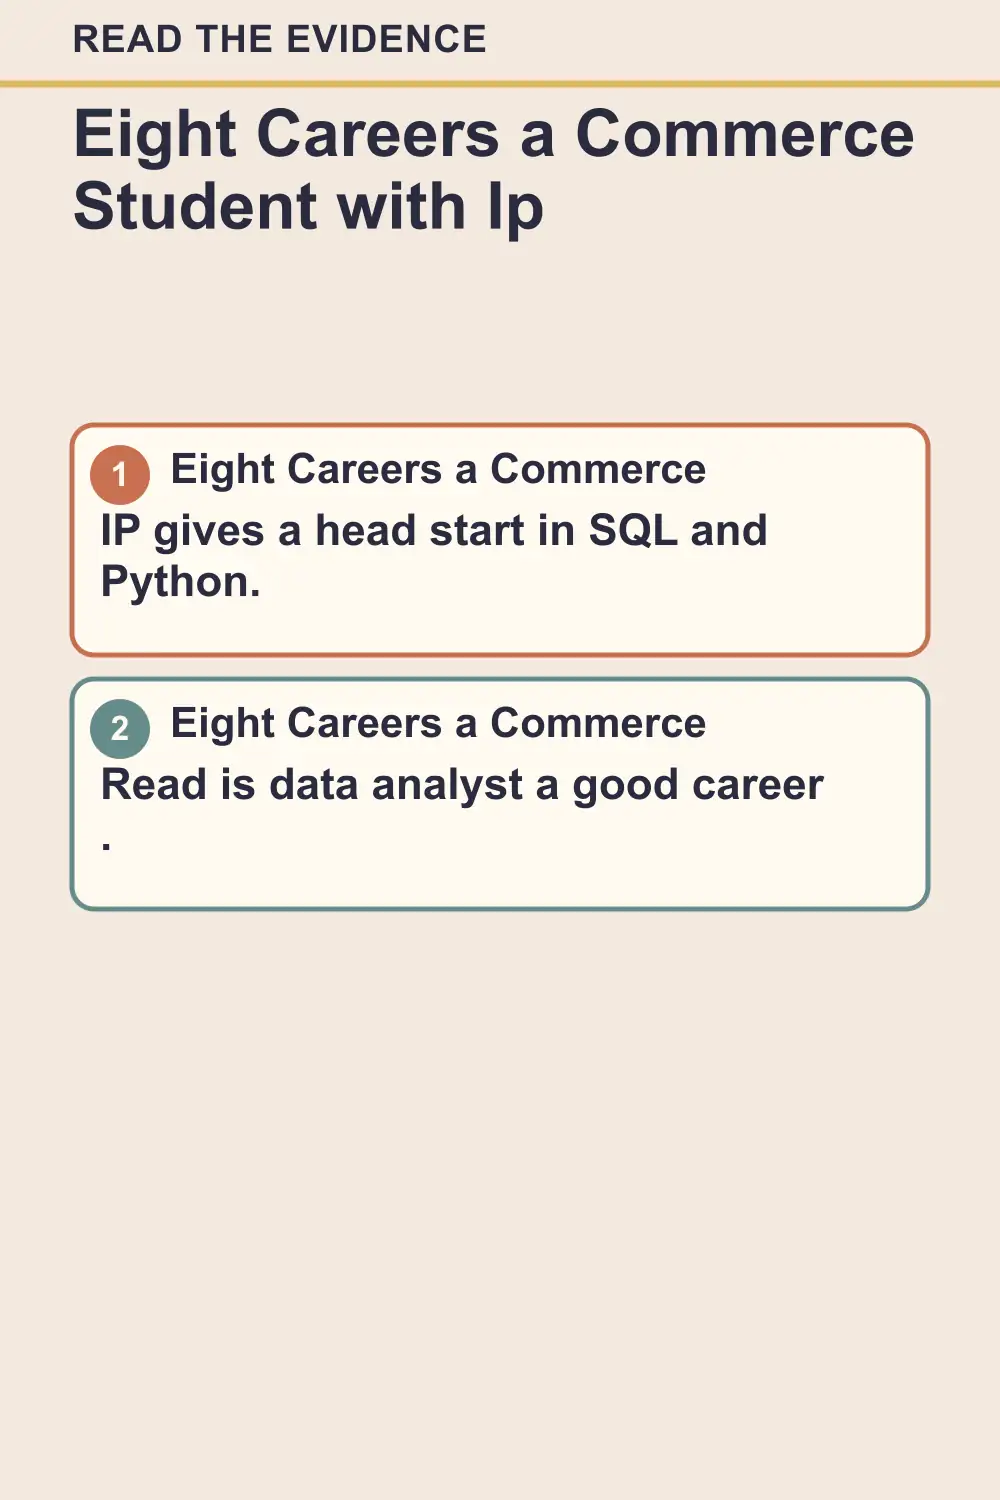 READ THE EVIDENCE
Eight Careers a Commerce
Student with Ip
1 Eight Careers a Commerce
IP gives a head start in SQL and
Python.
2 Eight Careers a Commerce
Read is data analyst a good career
.